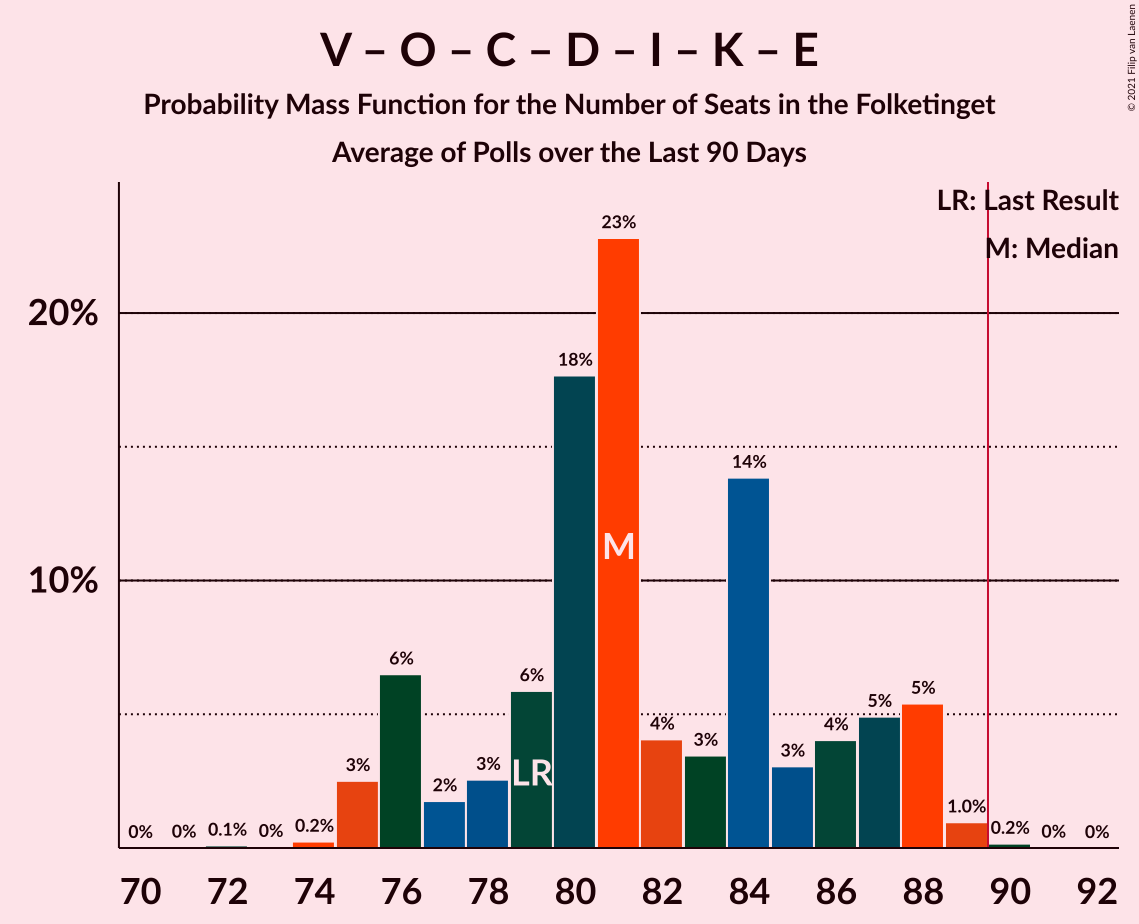 V – O – C – D – I – K – E
Probability Mass Function for the Number of Seats in the Folketinget
Average of Polls over the Last 90 Days
© 2021 Filip van Laenen
LR: Last Result
M: Median
20%
10%
0%
0%
0.1%
0%
0.2%
3%
6%
2%
3%
6%
18%
23%
4%
3%
14%
3%
4%
5%
5%
1.0%
0.2%
0%
0%
LR
M
70 72 74 76 78 80 82 84 86 88 90 92